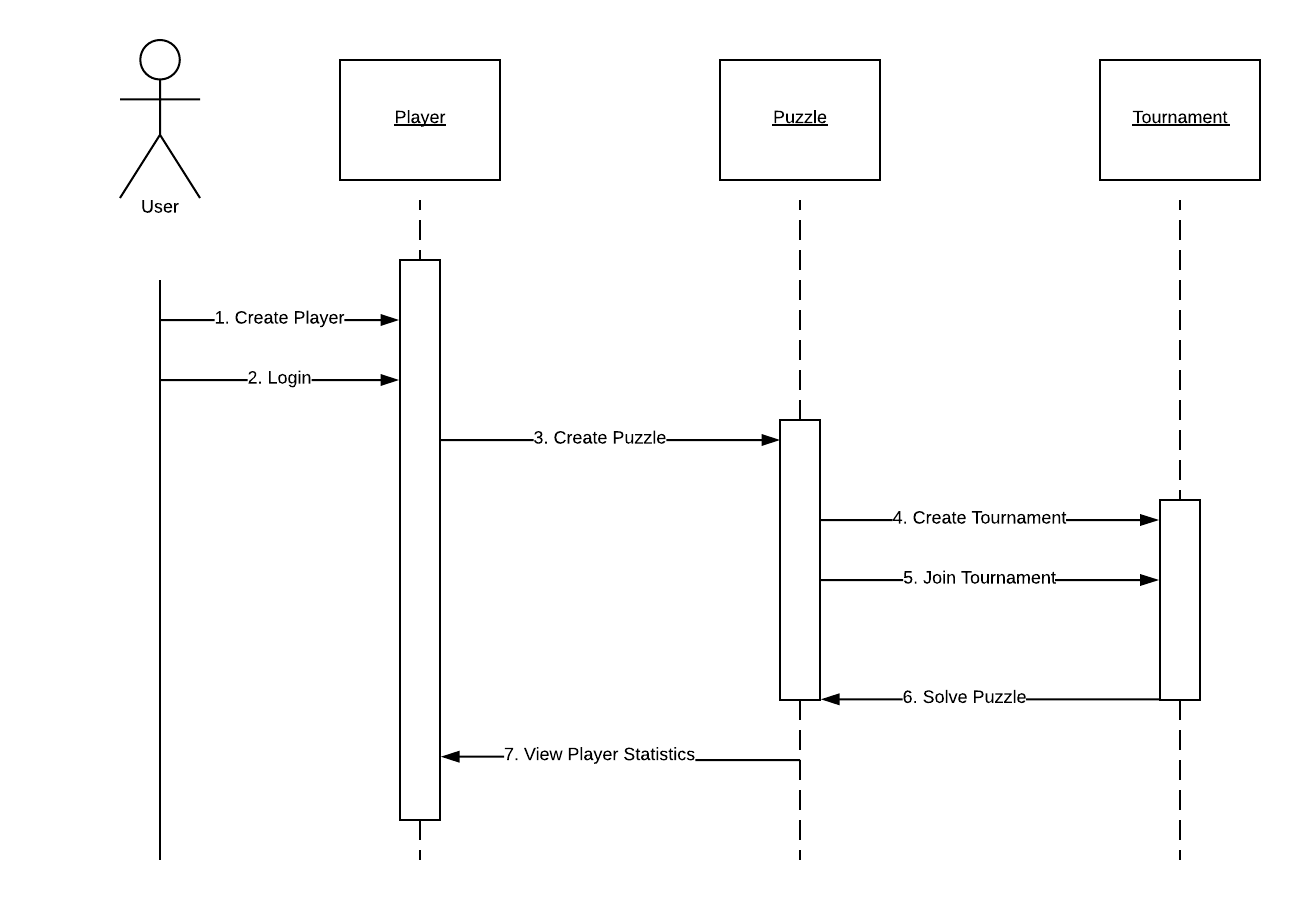 Player
Puzzle
Tournament
User
1. Create Player
2. Login
3. Create Puzzle
4. Create Tournament
5. Join Tournament
6. Solve Puzzle
7. View Player Statistics